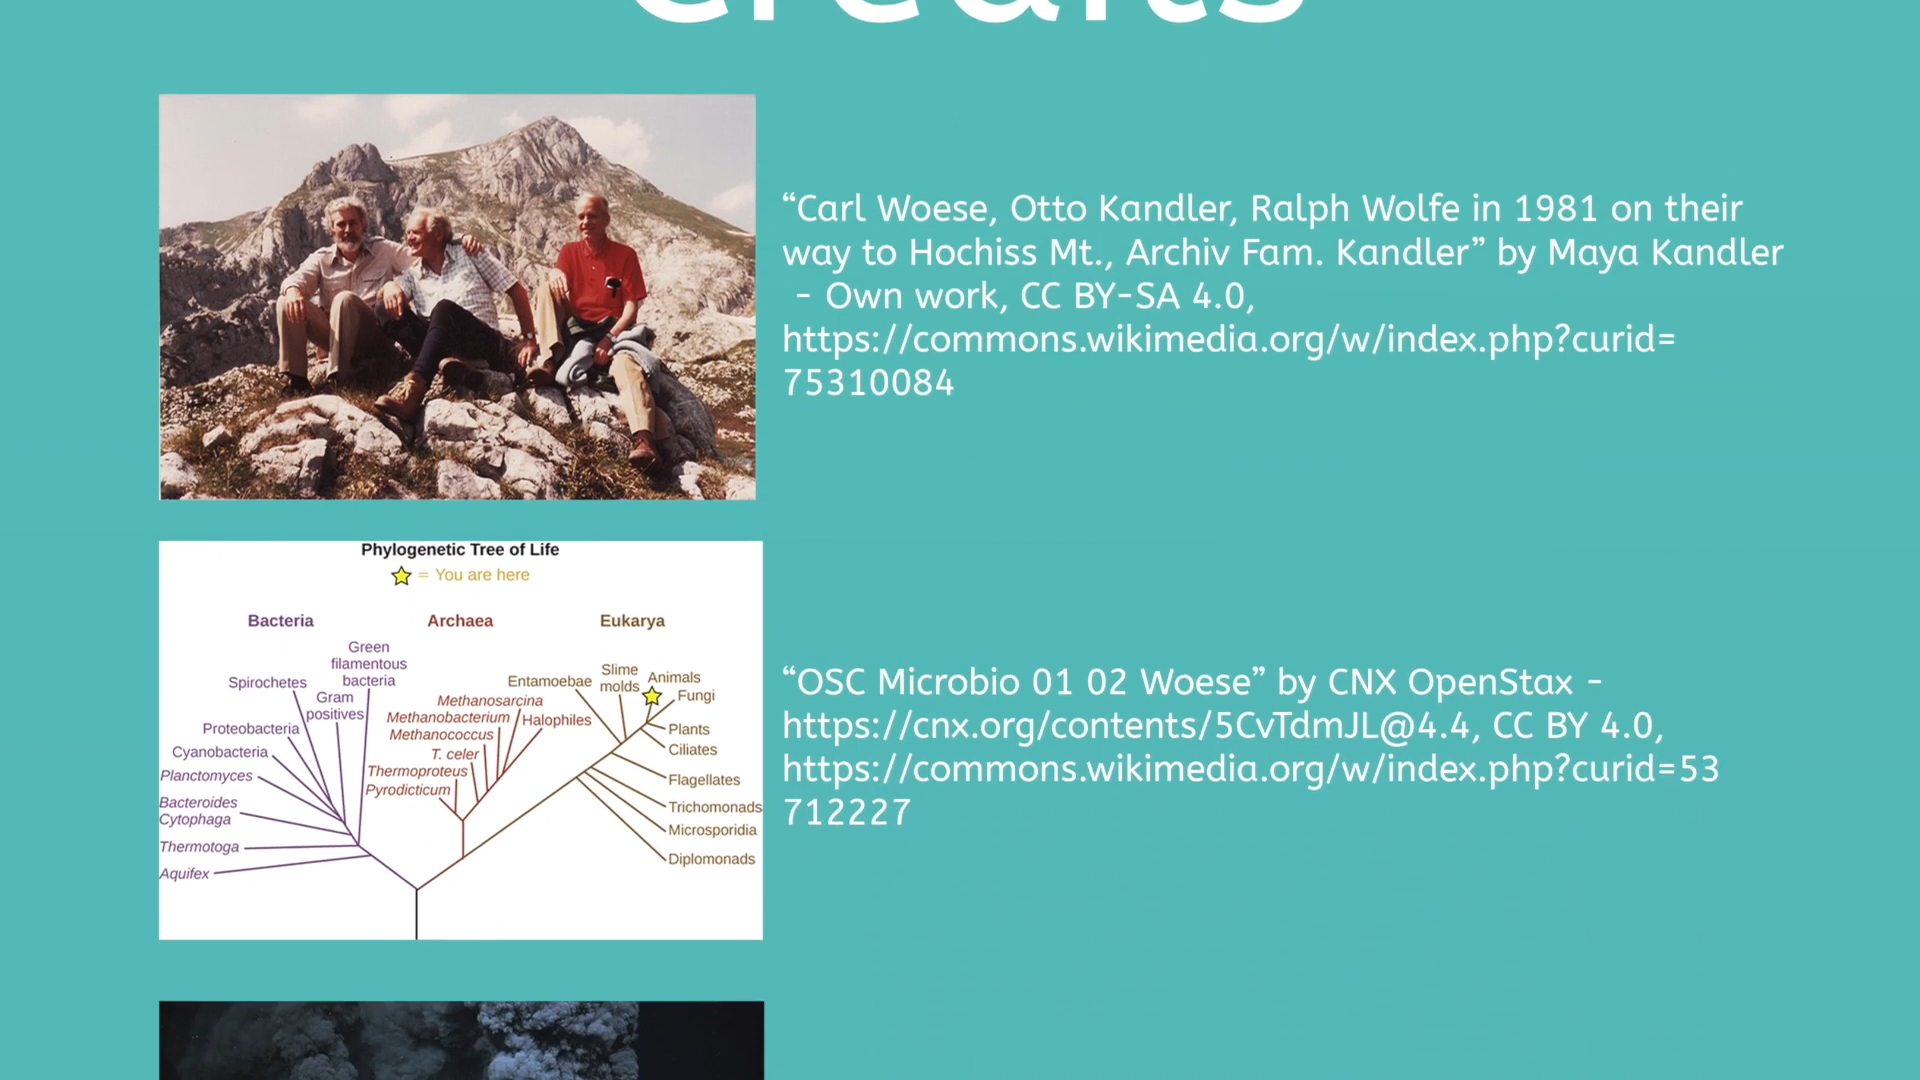 Credits
“Carl Woese, Otto Kandler, Ralph Wolfe in 1981 on their
way to Hochiss Mt., Archiv Fam. Kandler” by Maya Kandler
- Own work, CC BY-SA 4.0,
https://commons.wikimedia.org/w/index.php?curid=
75310084
Phylogenetic Tree of Life
= You are here
Bacteria
Archaea
Eukarya
Green
filamentous
bacteria
Spirochetes
Gram
positives
Proteobacteria
Cyanobacteria
Planctomyces
Bacteroides
Cytophaga
Thermotoga
Aquifex
Methanosarcina
Methanobacterium
Halophiles
Methanococcus
T. celer
Thermoproteus
Pyrodicticum
Entamoebae
Slime
molds
Animals
Fungi
Plants
Ciliates
Flagellates
Trichomonads
Microsporidia
Diplomonads
“OSC Microbio 01 02 Woese” by CNX OpenStax -
https://cnx.org/contents/5CvTdmJL@4.4, CC BY 4.0,
https://commons.wikimedia.org/w/index.php?curid=53
712227